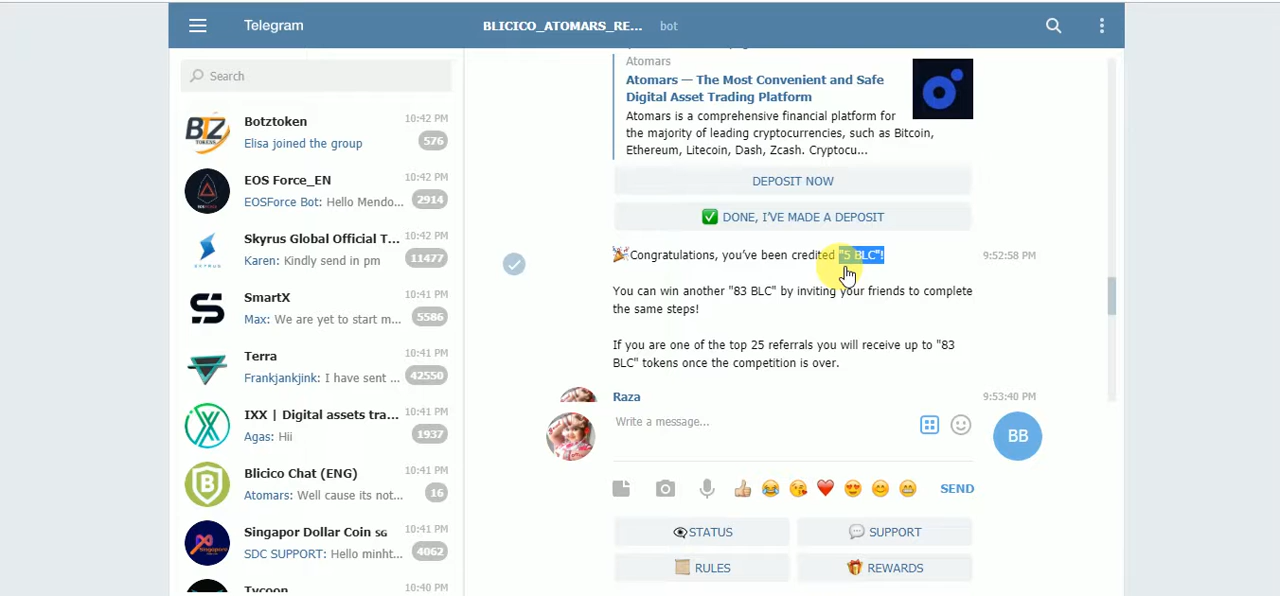 Telegram
BLICICO_ATOMARS_RE... bot
Search
Botztoken 10:42 PM
Elisa joined the group 576
EOS Force_EN 10:42 PM
EOSForce Bot: Hello Mendo... 2914
Skyrus Global Official T... 10:42 PM
Karen: Kindly send in pm 11477
SKYRUS
SmartX 10:41 PM
Max: We are yet to start m... 5586
Terra 10:41 PM
Frankjankjink: I have sent ... 42550
IXX | Digital assets tra... 10:41 PM
Agas: Hii 1937
Blicico Chat (ENG) 10:41 PM
Atomars: Well cause its not... 16
Singapor Dollar Coin SG 10:41 PM
SDC SUPPORT: Hello minht... 4062
Tycoon 10:40 PM
Atomars
Atomars — The Most Convenient and Safe
Digital Asset Trading Platform
Atomars is a comprehensive financial platform for
the majority of leading cryptocurrencies, such as Bitcoin,
Ethereum, Litecoin, Dash, Zcash. Cryptocu...
DEPOSIT NOW
✅ DONE, I'VE MADE A DEPOSIT
🎉Congratulations, you've been credited "5 BLC"! 9:52:58 PM
You can win another "83 BLC" by inviting your friends to complete
the same steps!
If you are one of the top 25 referrals you will receive up to "83
BLC" tokens once the competition is over.
Raza 9:53:40 PM
Write a message...
BB
SEND
STATUS
SUPPORT
RULES
REWARDS